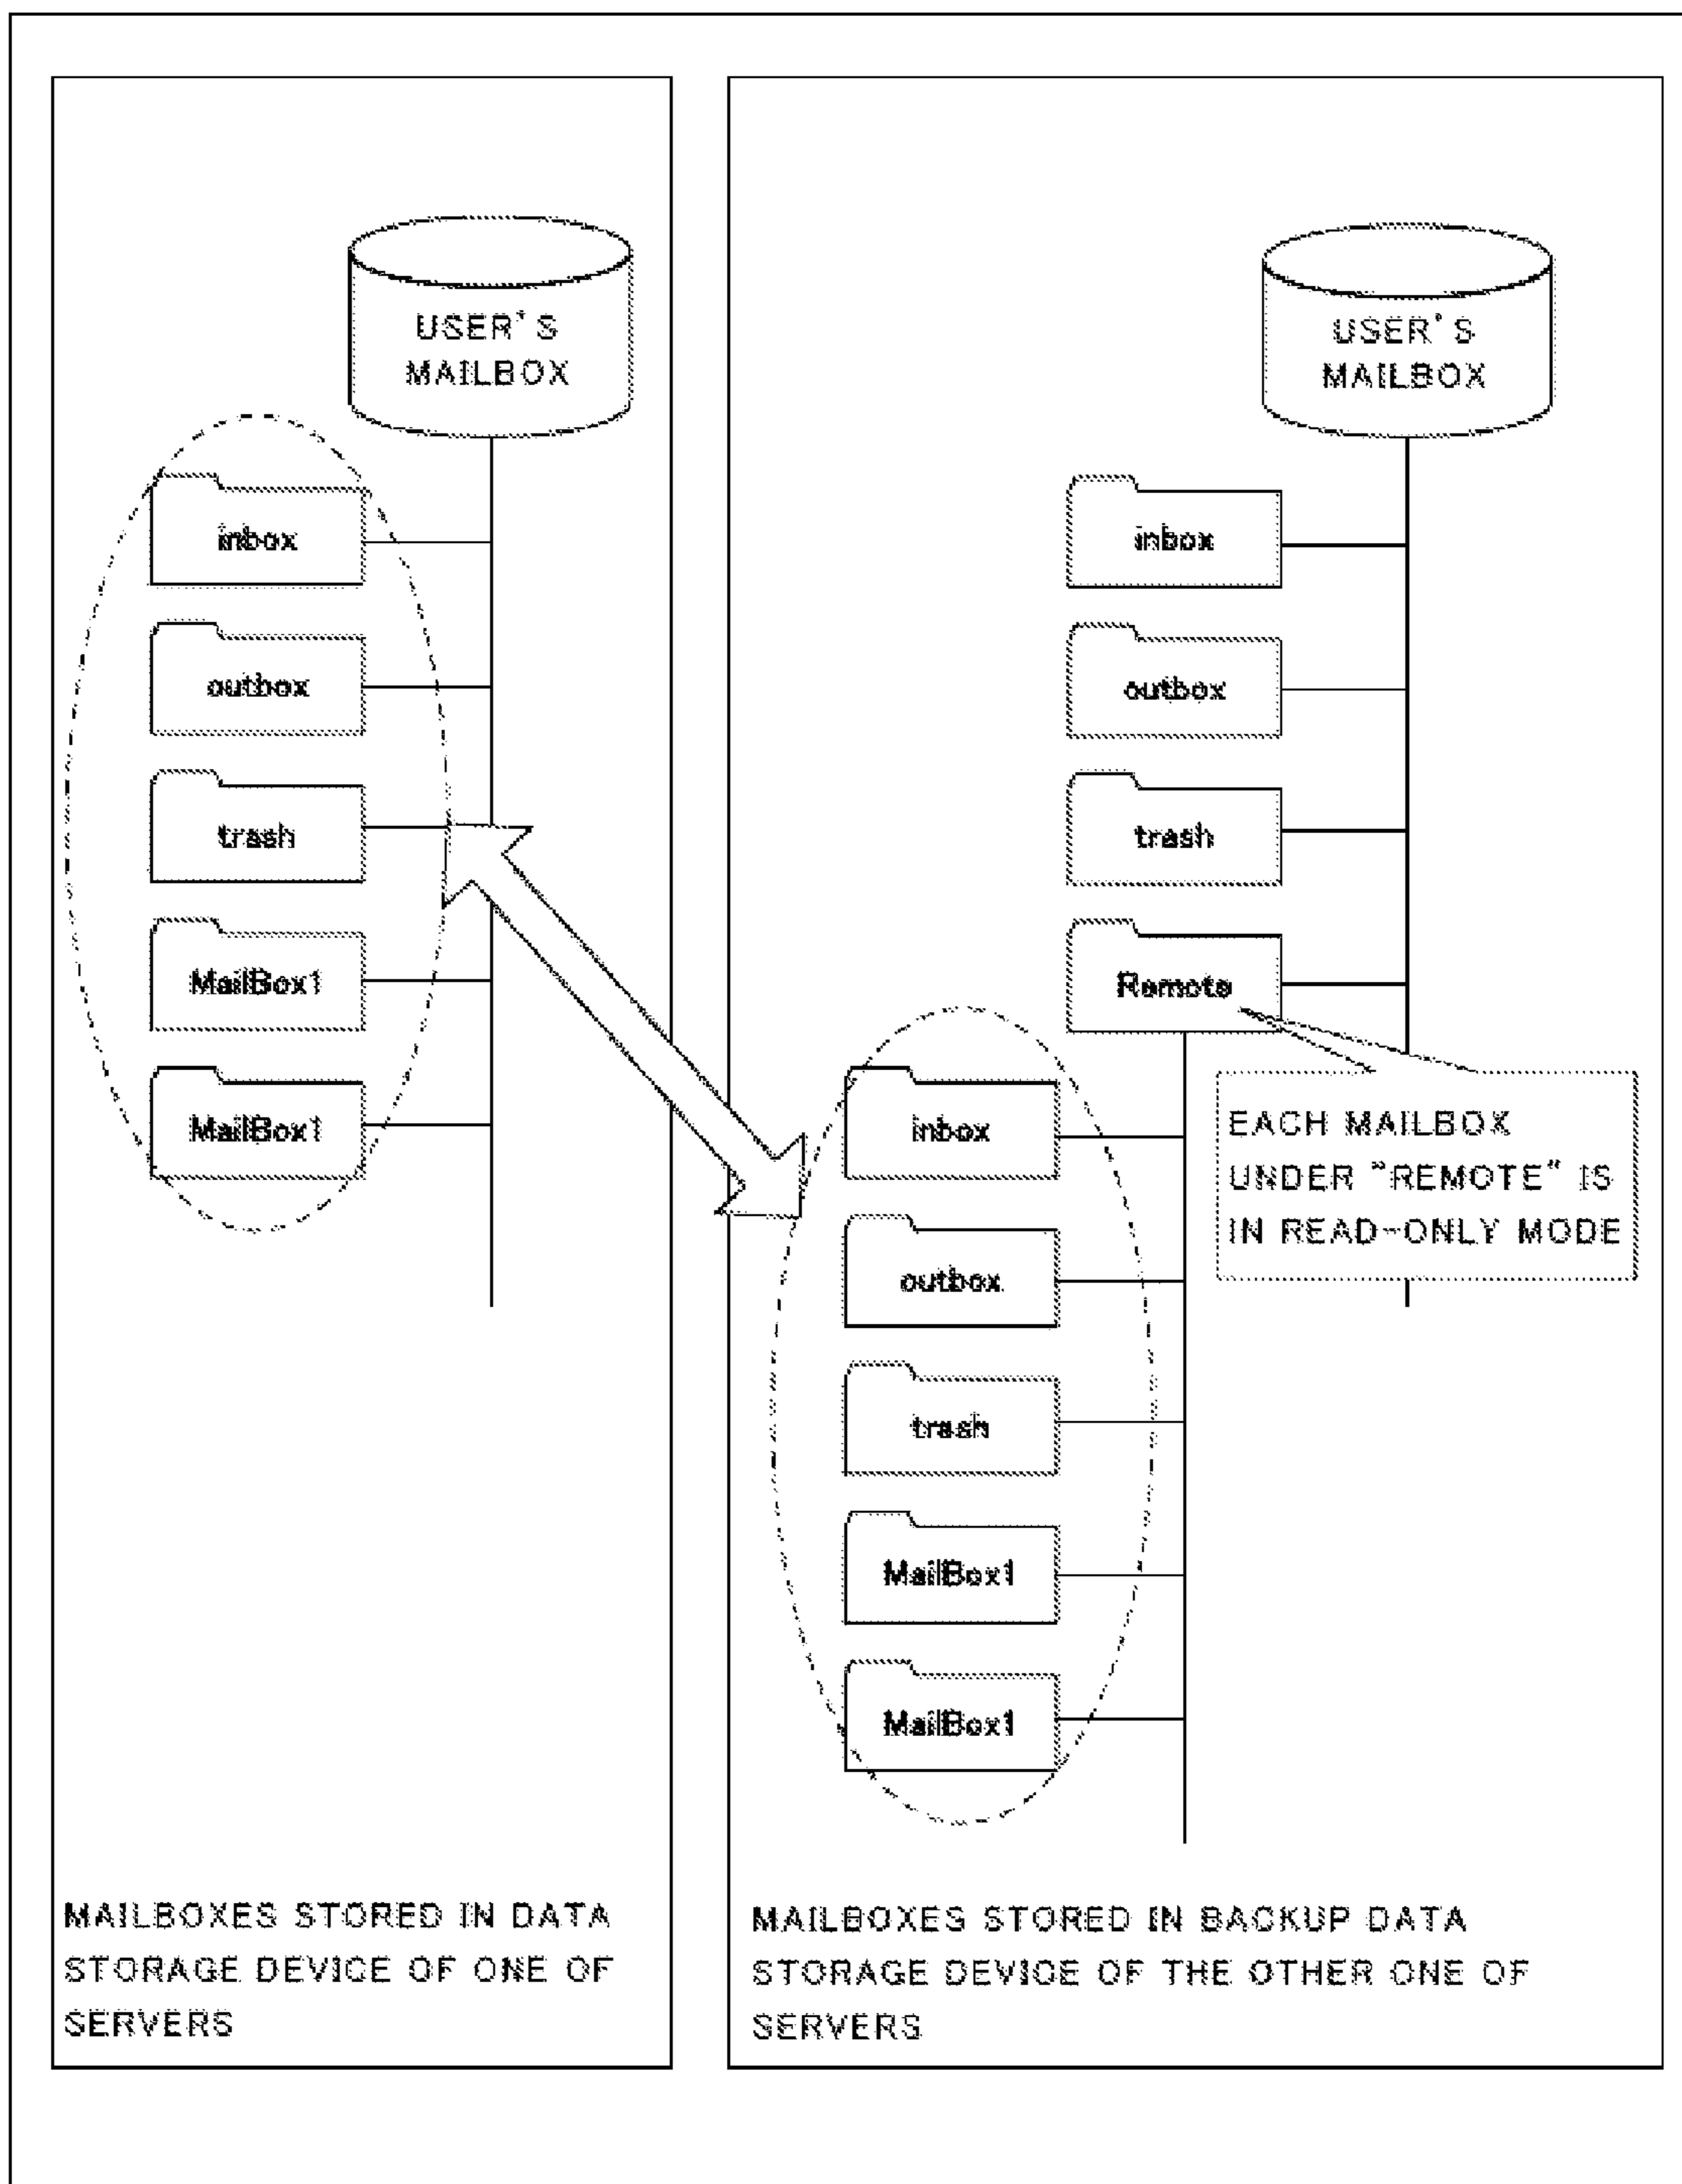 USER'S
MAILBOX
inbox
outbox
trash
MailBox1
MailBox1
MAILBOXES STORED IN DATA
STORAGE DEVICE OF ONE OF
SERVERS
USER'S
MAILBOX
inbox
outbox
trash
Remote
EACH MAILBOX
UNDER "REMOTE" IS
IN READ-ONLY MODE
inbox
outbox
trash
MailBox1
MailBox1
MAILBOXES STORED IN BACKUP DATA
STORAGE DEVICE OF THE OTHER ONE OF
SERVERS